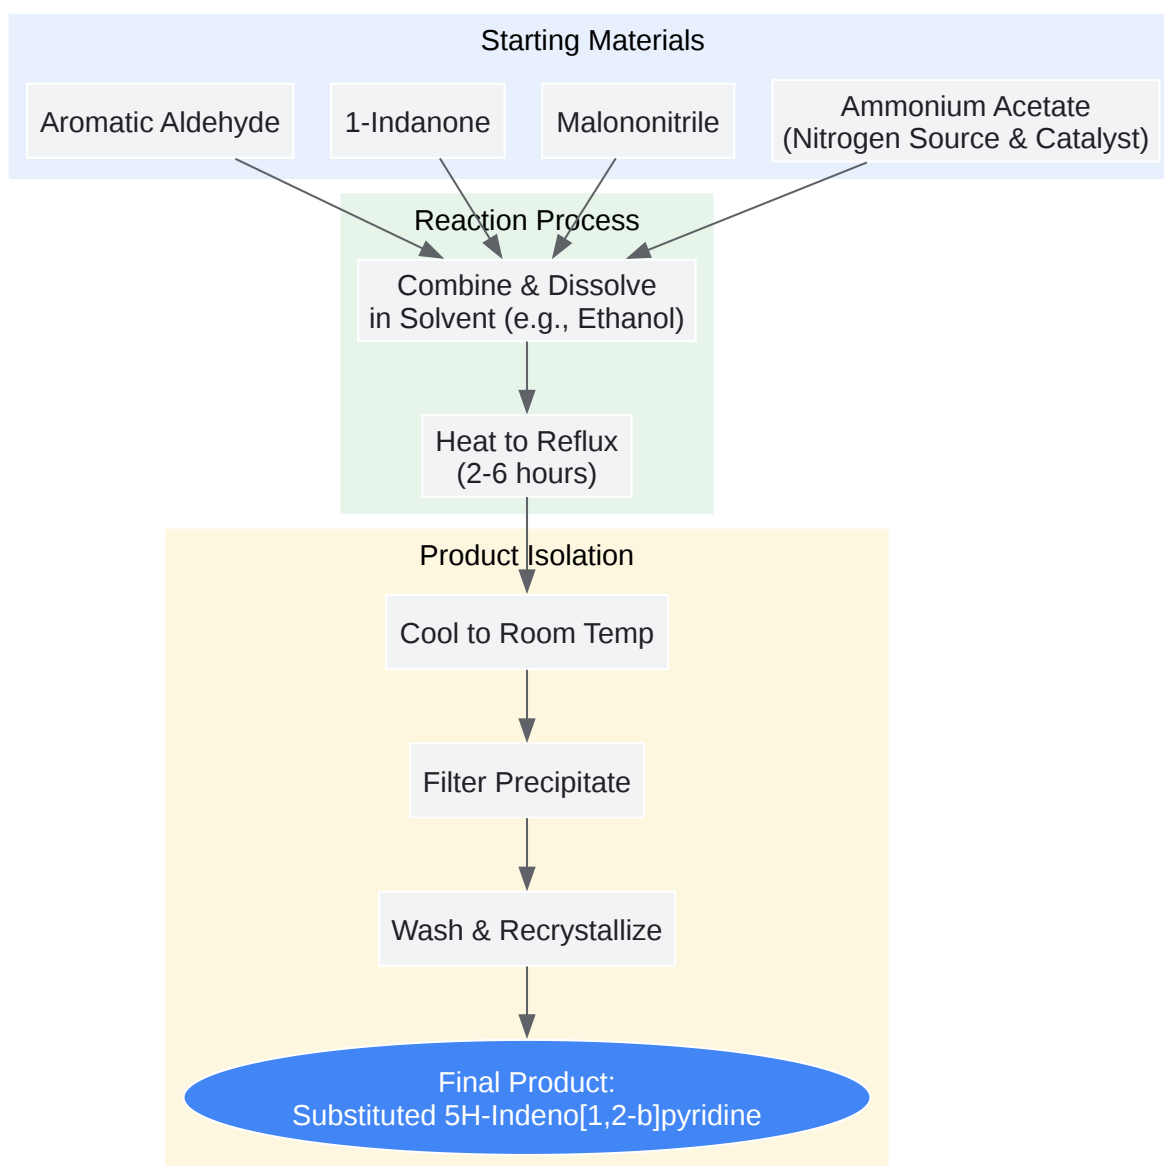 Starting Materials
Aromatic Aldehyde
1-Indanone
Malononitrile
Ammonium Acetate
(Nitrogen Source & Catalyst)
Reaction Process
Combine & Dissolve
in Solvent (e.g., Ethanol)
Heat to Reflux
(2-6 hours)
Product Isolation
Cool to Room Temp
Filter Precipitate
Wash & Recrystallize
Final Product:
Substituted 5H-Indeno[1,2-b]pyridine